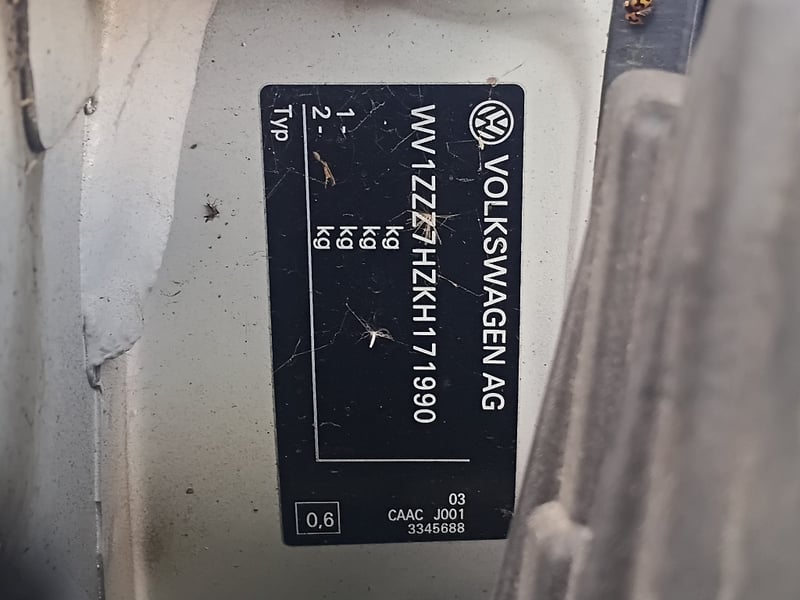 VOLKSWAGEN AG
WV1ZZZ7HZKH171990
kg
kg
1- kg
2- kg
Typ
03
CAAC J001
3345688
0,6